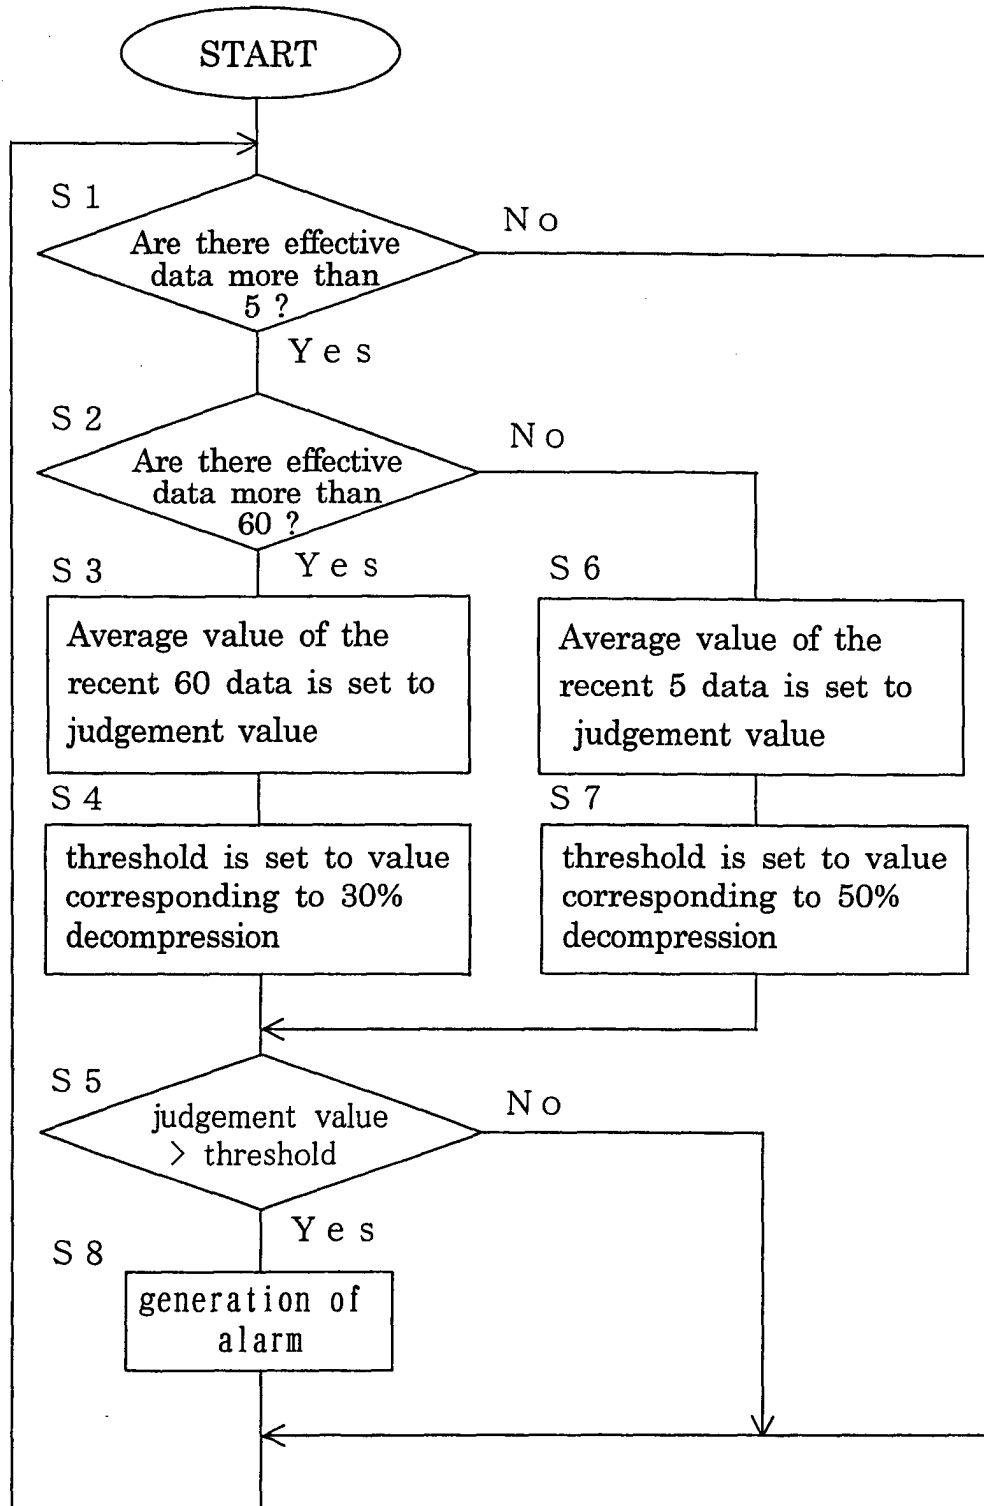 START
S 1
No
Are there effective
data more than
5 ?
Yes
S 2
No
Are there effective
data more than
60 ?
Yes
S 3
Average value of the
recent 60 data is set to
judgement value
S 6
Average value of the
recent 5 data is set to
judgement value
S 4
threshold is set to value
corresponding to 30%
decompression
S 7
threshold is set to value
corresponding to 50%
decompression
S 5
No
judgement value
> threshold
Yes
S 8
generation of
alarm